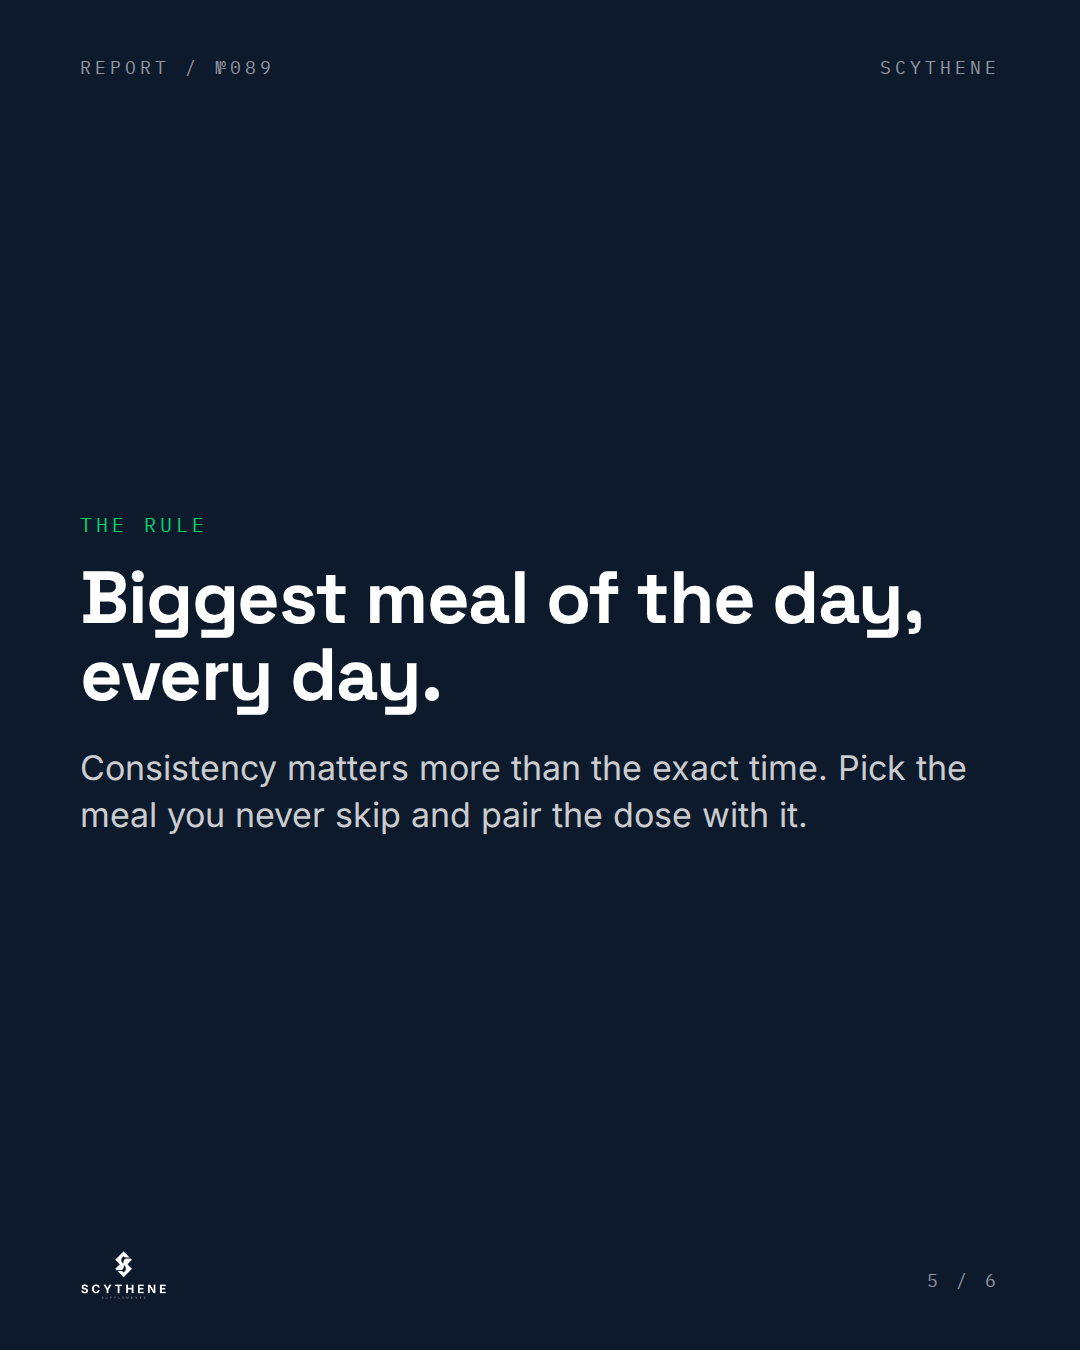 REPORT / №089
SCYTHENE
THE RULE
Biggest meal of the day,
every day.
Consistency matters more than the exact time. Pick the
meal you never skip and pair the dose with it.
SCYTHENE
5 / 6